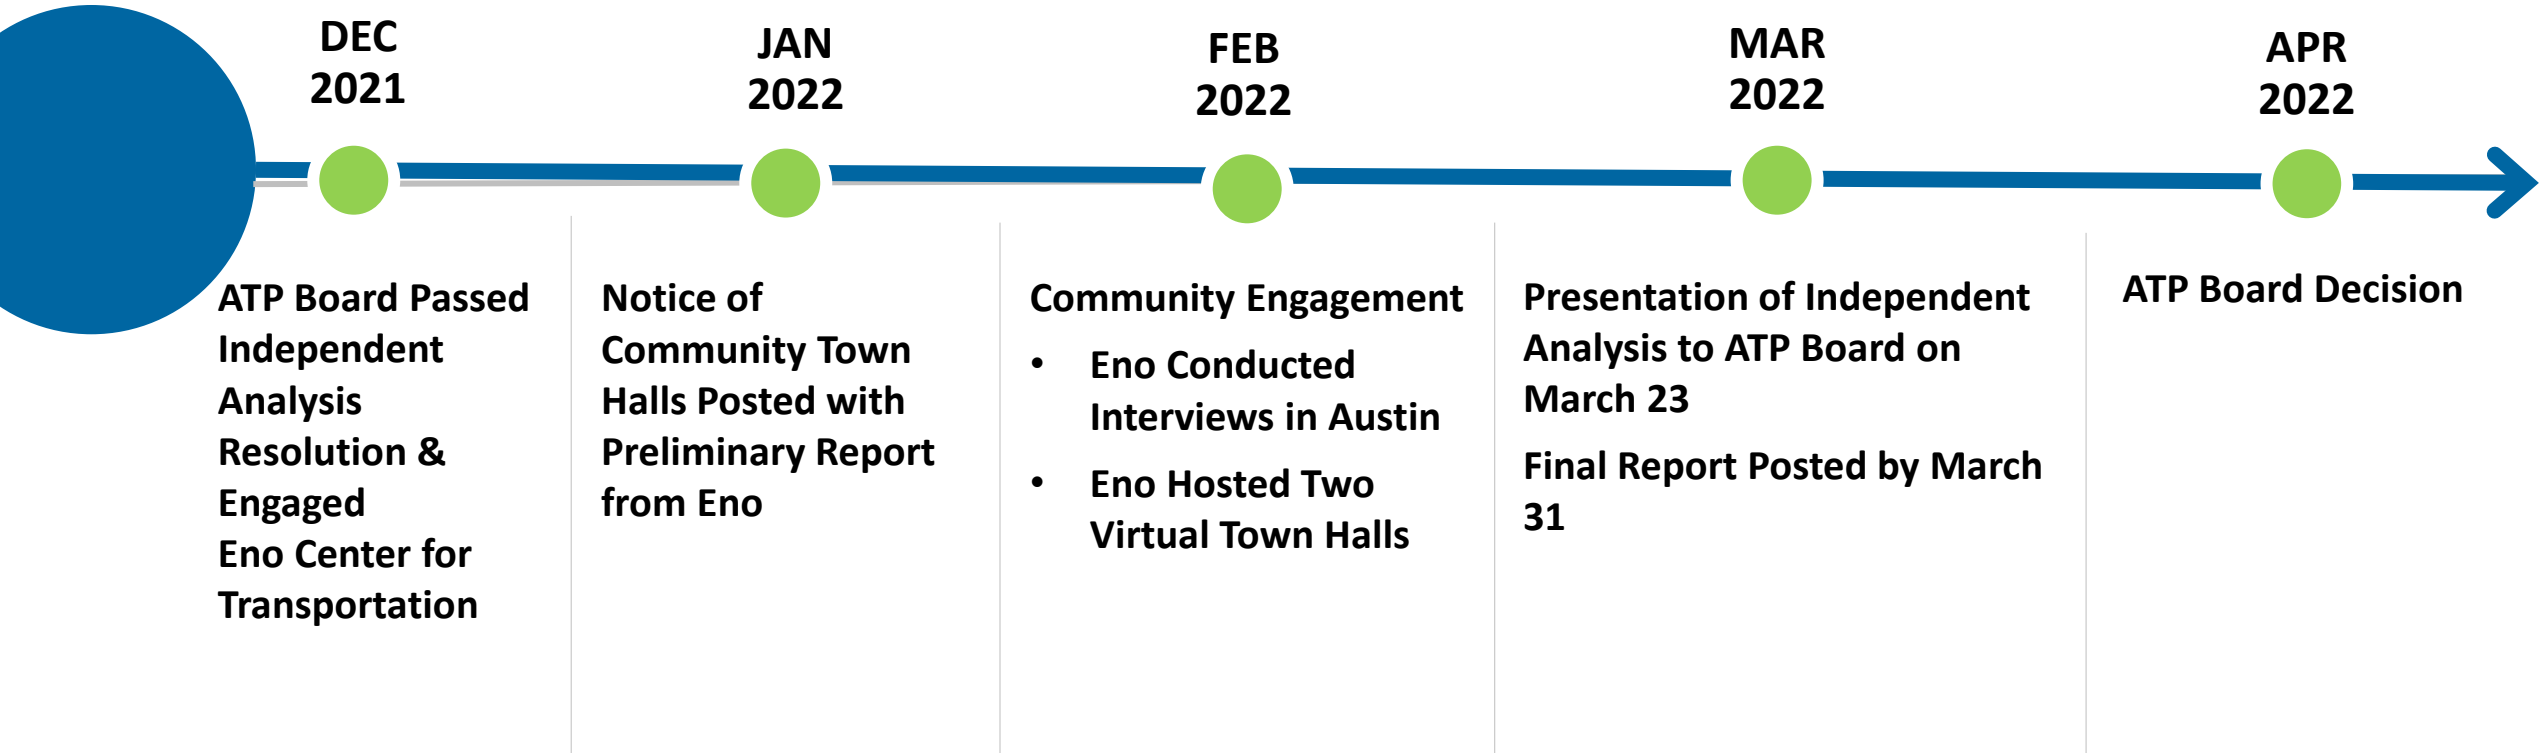 DEC
2021
JAN
2022
FEB
2022
MAR
2022
APR
2022
ATP Board Passed
Independent
Analysis
Resolution &
Engaged
Eno Center for
Transportation
Notice of
Community Town
Halls Posted with
Preliminary Report
from Eno
Community Engagement
• Eno Conducted
Interviews in Austin
• Eno Hosted Two
Virtual Town Halls
Presentation of Independent
Analysis to ATP Board on
March 23
Final Report Posted by March
31
ATP Board Decision